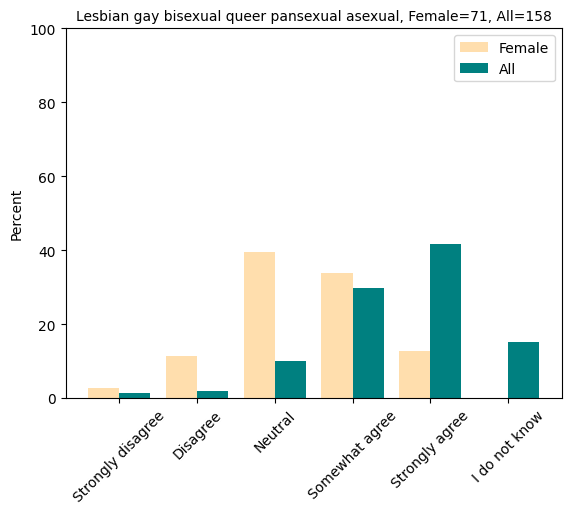 Lesbian gay bisexual queer pansexual asexual, Female=71, All=158
Female
All
Percent
100
80
60
40
20
0
Strongly disagree
Disagree
Neutral
Somewhat agree
Strongly agree
I do not know